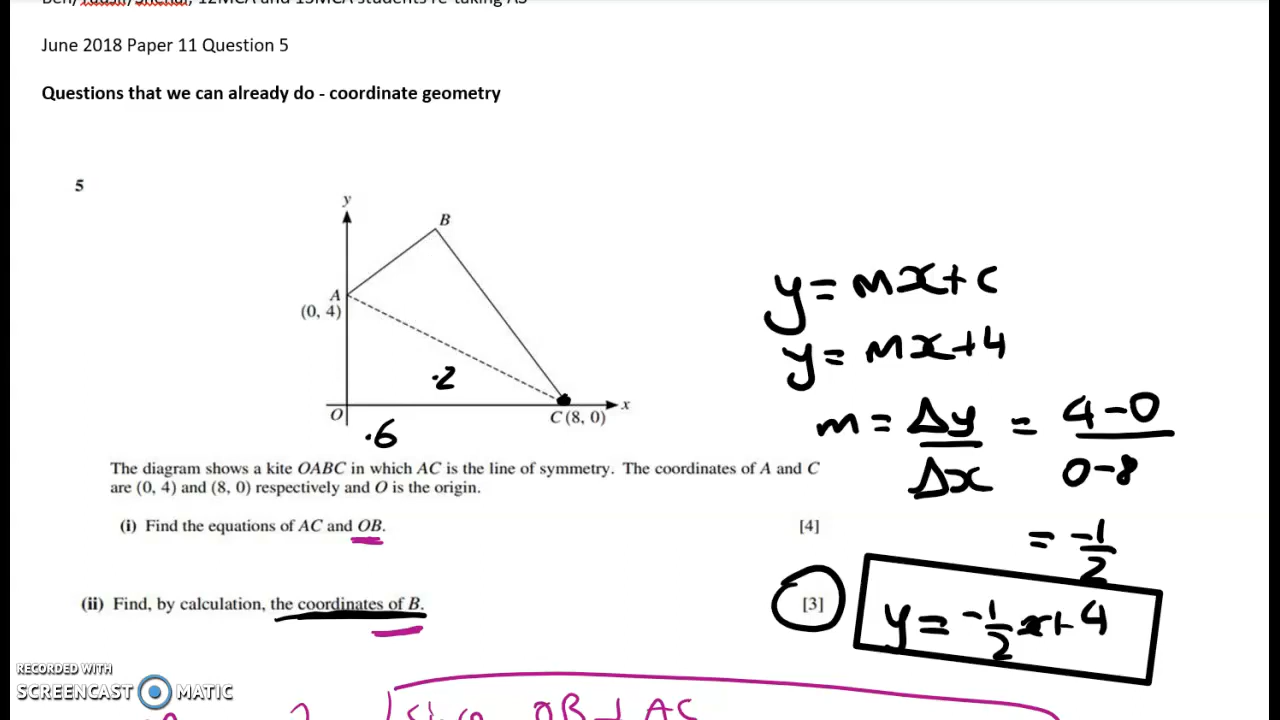 June 2018 Paper 11 Question 5
Questions that we can already do - coordinate geometry
5
y
B
A
(0, 4)
.2
O
C (8, 0)
x
.6
The diagram shows a kite OABC in which AC is the line of symmetry. The coordinates of A and C
are (0, 4) and (8, 0) respectively and O is the origin.
(i) Find the equations of AC and OB. [4]
(ii) Find, by calculation, the coordinates of B. [3]
y = mx + c
y = mx + 4
m = Δy/Δx = 4-0/0-8
= -1/2
y = -1/2x + 4
RECORDED WITH
SCREENCAST MATIC
since OB ⊥ AC